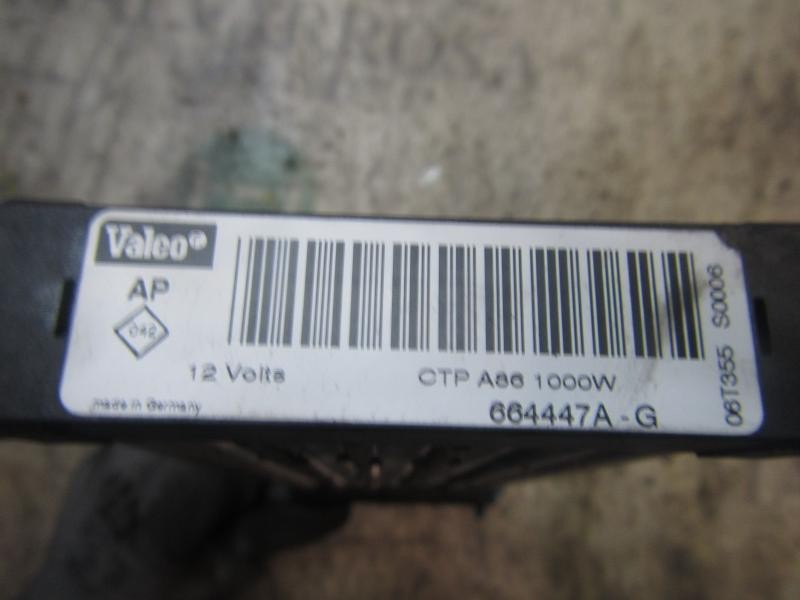 Valeo
AP
042
12 Volts
CTP A86 1000W
made in Germany
664447A - G
06T355 S0006